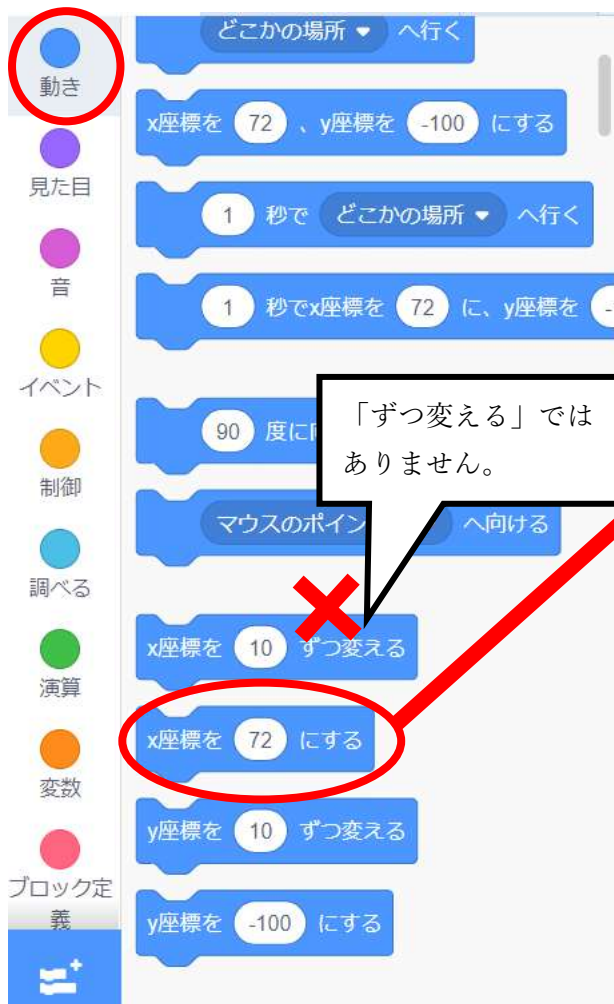 動き
見た目
音
イベント
制御
調べる
演算
変数
ブロック定
義
どこかの場所 へ行く
x座標を 72 、y座標を -100 にする
1 秒で どこかの場所 へ行く
1 秒でx座標を 72 に、y座標を -
90 度に
マウスのポイン へ向ける
「ずつ変える」では
ありません。
x座標を 10 ずつ変える
x座標を 72 にする
y座標を 10 ずつ変える
y座標を -100 にする